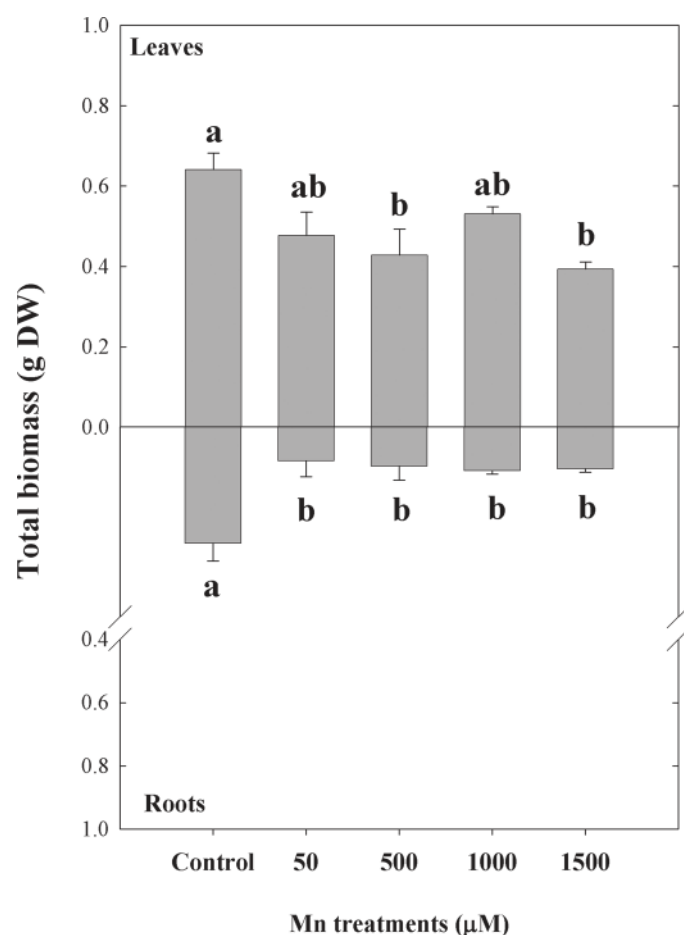 1.0
Leaves
0.8
a
0.6
ab
ab
b
b
0.4
0.2
0.0
b
b
b
b
a
0.4
0.6
0.8
Roots
1.0
Control 50 500 1000 1500
Mn treatments (μM)
Total biomass (g DW)